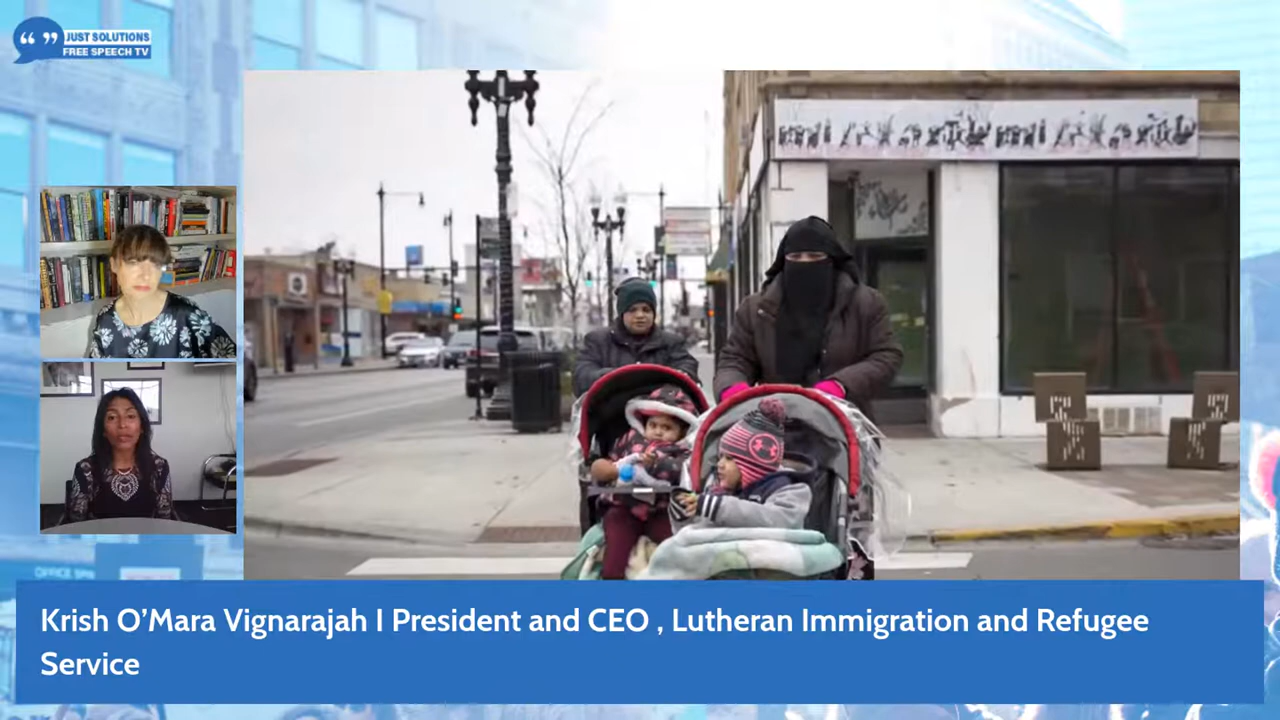 JUST SOLUTIONS
FREE SPEECH TV
Krish O’Mara Vignarajah I President and CEO , Lutheran Immigration and Refugee
Service